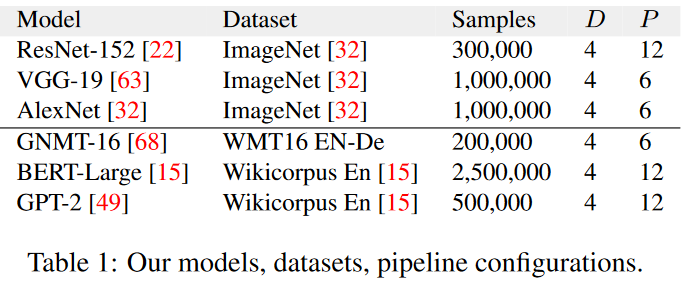 Model Dataset Samples D P
ResNet-152 [22] ImageNet [32] 300,000 4 12
VGG-19 [63] ImageNet [32] 1,000,000 4 6
AlexNet [32] ImageNet [32] 1,000,000 4 6
GNMT-16 [68] WMT16 EN-De 200,000 4 6
BERT-Large [15] Wikicorpus En [15] 2,500,000 4 12
GPT-2 [49] Wikicorpus En [15] 500,000 4 12
Table 1: Our models, datasets, pipeline configurations.